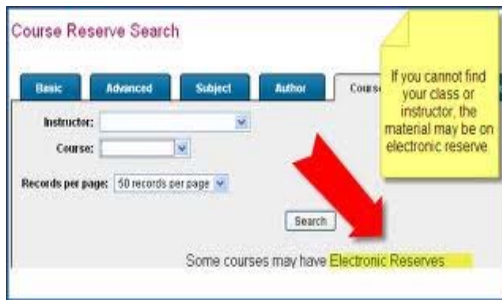 Course Reserve Search
Basic
Advanced
Subject
Author
If you cannot find
your class or
instructor, the
material may be on
electronic reserve
Instructor:
Course:
Records per page: 50 records per page
Search
Some courses may have Electronic Reserves